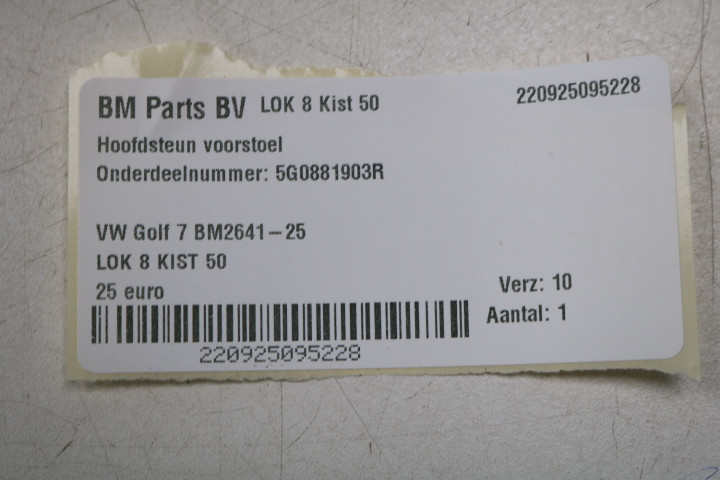 BM Parts BV LOK 8 Kist 50 220925095228
Hoofdsteun voorstoel
Onderdeelnummer: 5G0881903R
VW Golf 7 BM2641-25
LOK 8 KIST 50
25 euro Verz: 10
Aantal: 1
220925095228